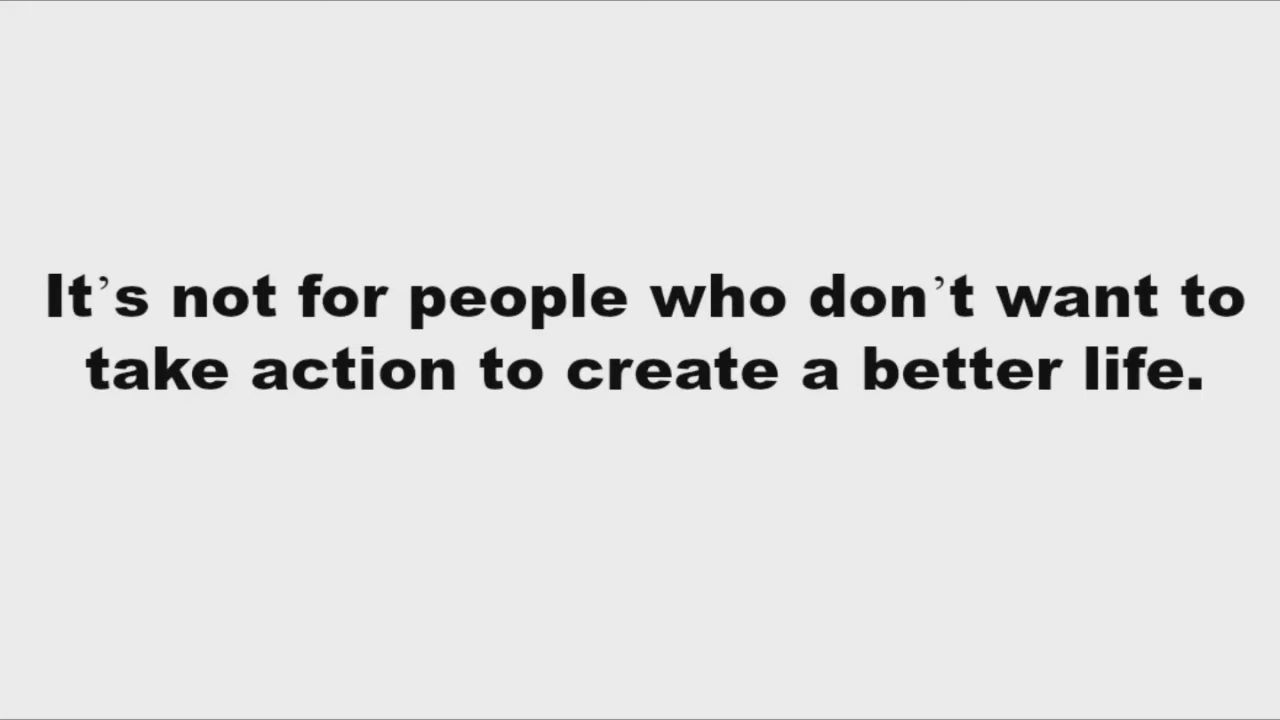 It’s not for people who don’t want to
take action to create a better life.